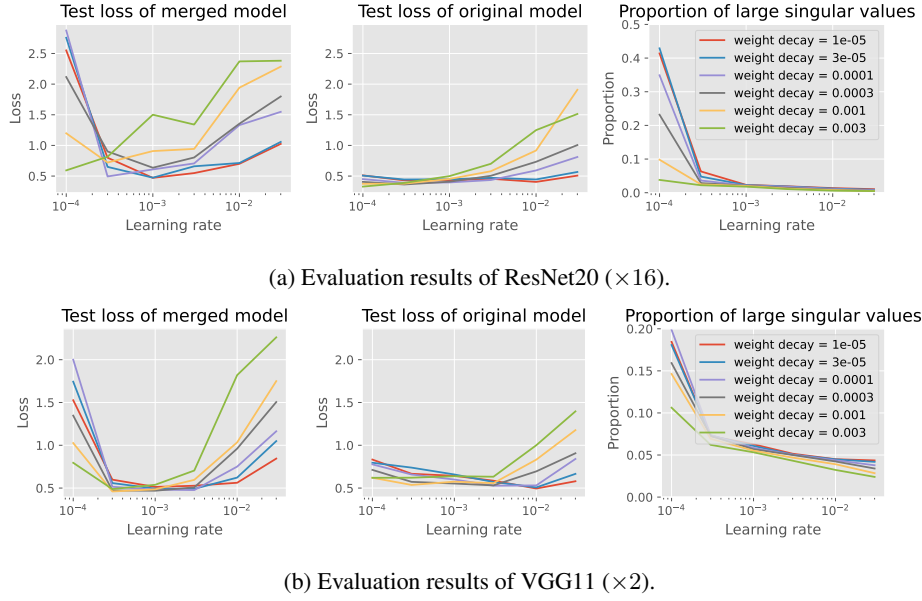 Test loss of merged model
Test loss of original model
Proportion of large singular values
Loss
2.5
2.0
1.5
1.0
0.5
10⁻⁴
10⁻³
10⁻²
Learning rate
Loss
2.5
2.0
1.5
1.0
0.5
10⁻⁴
10⁻³
10⁻²
Learning rate
Proportion
0.5
0.4
0.3
0.2
0.1
0.0
weight decay = 1e-05
weight decay = 3e-05
weight decay = 0.0001
weight decay = 0.0003
weight decay = 0.001
weight decay = 0.003
10⁻⁴
10⁻³
10⁻²
Learning rate
(a) Evaluation results of ResNet20 (×16).
Test loss of merged model
Test loss of original model
Proportion of large singular values
Loss
2.0
1.5
1.0
0.5
10⁻⁴
10⁻³
10⁻²
Learning rate
Loss
2.0
1.5
1.0
0.5
10⁻⁴
10⁻³
10⁻²
Learning rate
Proportion
0.20
0.15
0.10
0.05
0.00
weight decay = 1e-05
weight decay = 3e-05
weight decay = 0.0001
weight decay = 0.0003
weight decay = 0.001
weight decay = 0.003
10⁻⁴
10⁻³
10⁻²
Learning rate
(b) Evaluation results of VGG11 (×2).